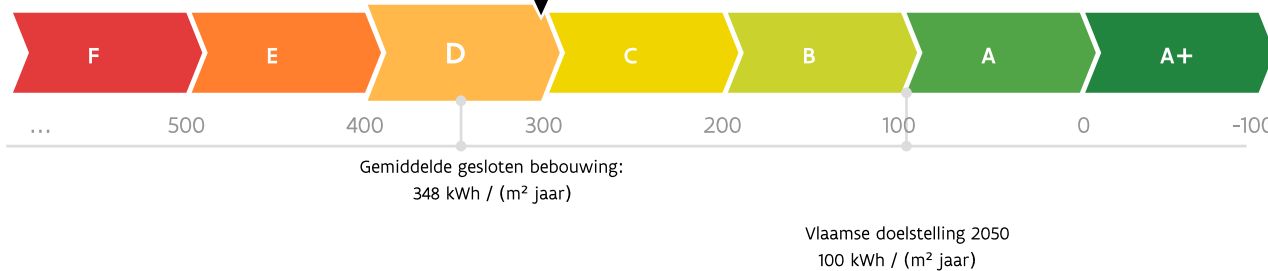 F E D C B A A+
... 500 400 300 200 100 0 -100
Gemiddelde gesloten bebouwing:
348 kWh / (m² jaar)
Vlaamse doelstelling 2050
100 kWh / (m² jaar)